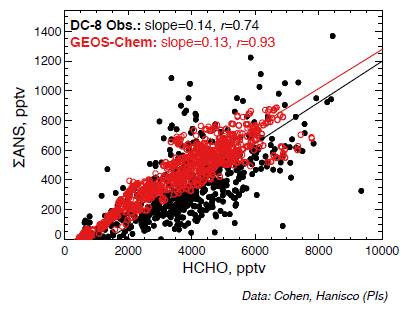 DC-8 Obs.: slope=0.14, r=0.74
GEOS-Chem: slope=0.13, r=0.93
ΣANS, pptv
1400
1200
1000
800
600
400
200
0
0 2000 4000 6000 8000 10000
HCHO, pptv
Data: Cohen, Hanisco (PIs)